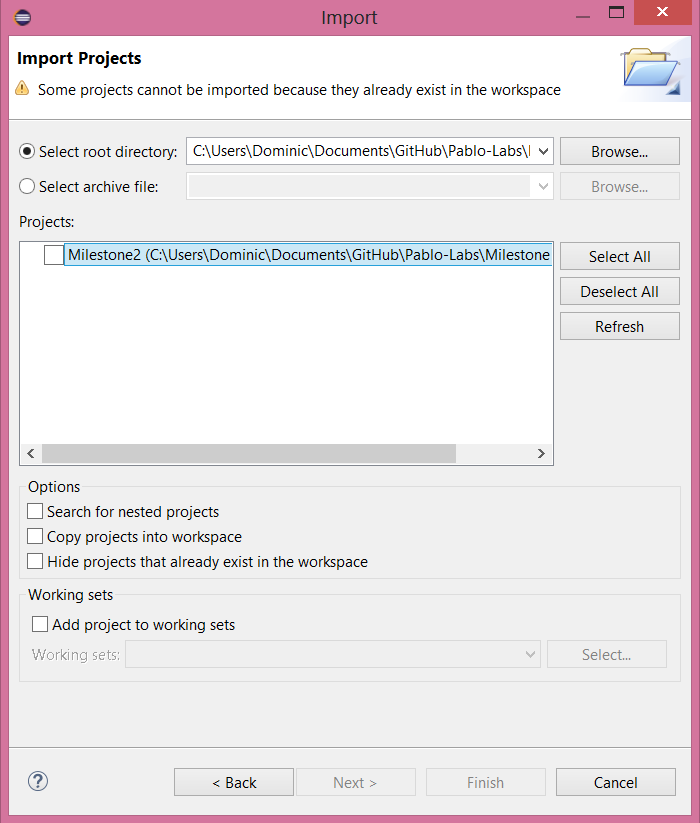 Import
Import Projects
Some projects cannot be imported because they already exist in the workspace
Select root directory: C:\Users\Dominic\Documents\GitHub\Pablo-Labs\ Browse...
Select archive file: Browse...
Projects:
Milestone2 (C:\Users\Dominic\Documents\GitHub\Pablo-Labs\Milestone
Select All
Deselect All
Refresh
Options
Search for nested projects
Copy projects into workspace
Hide projects that already exist in the workspace
Working sets
Add project to working sets
Working sets: Select...
? < Back Next > Finish Cancel